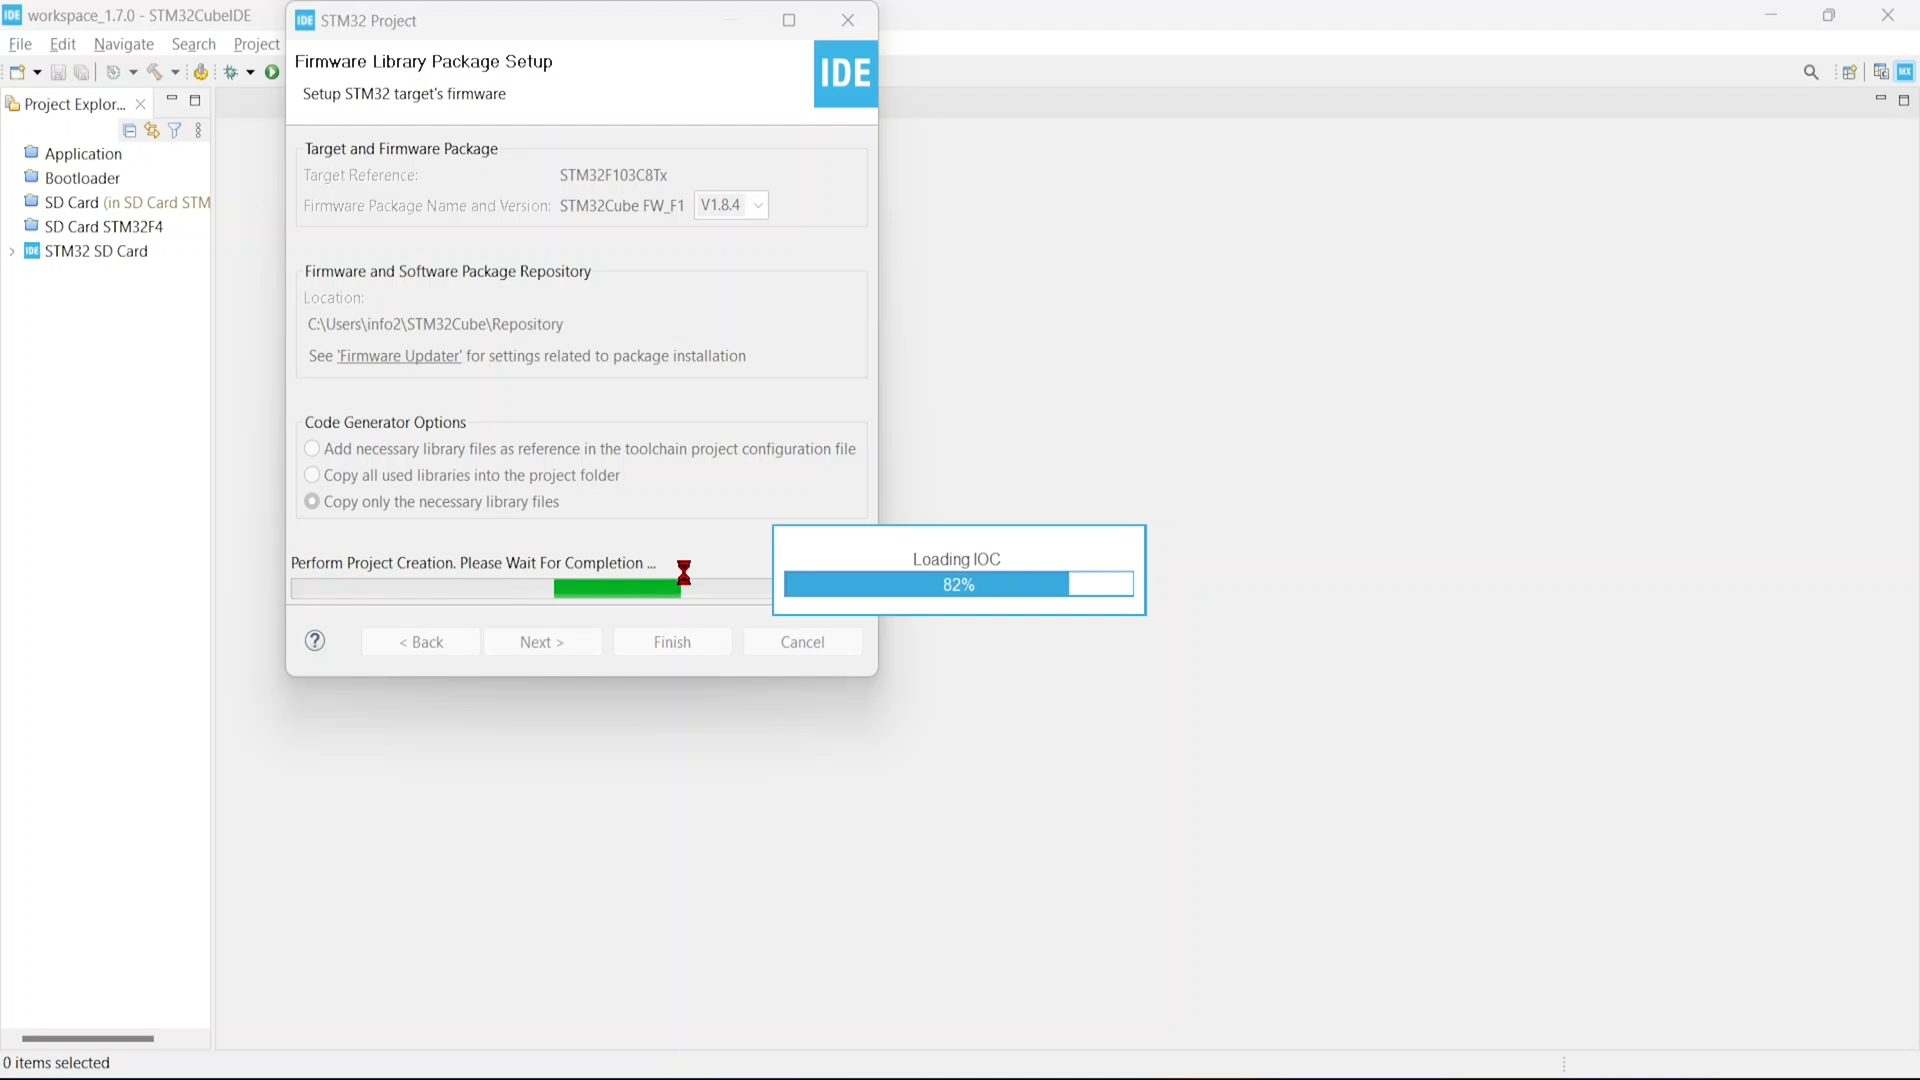 IDE workspace_1.7.0 - STM32CubeIDE
File Edit Navigate Search Project
Project Explor...
Application
Bootloader
SD Card (in SD Card STM
SD Card STM32F4
IDE STM32 SD Card
0 items selected
IDE STM32 Project
Firmware Library Package Setup
Setup STM32 target's firmware
IDE
Target and Firmware Package
Target Reference: STM32F103C8Tx
Firmware Package Name and Version: STM32Cube FW_F1 V1.8.4
Firmware and Software Package Repository
Location:
C:\Users\info2\STM32Cube\Repository
See 'Firmware Updater' for settings related to package installation
Code Generator Options
Add necessary library files as reference in the toolchain project configuration file
Copy all used libraries into the project folder
Copy only the necessary library files
Perform Project Creation. Please Wait For Completion ...
? < Back Next > Finish Cancel
Loading IOC
82%
MX